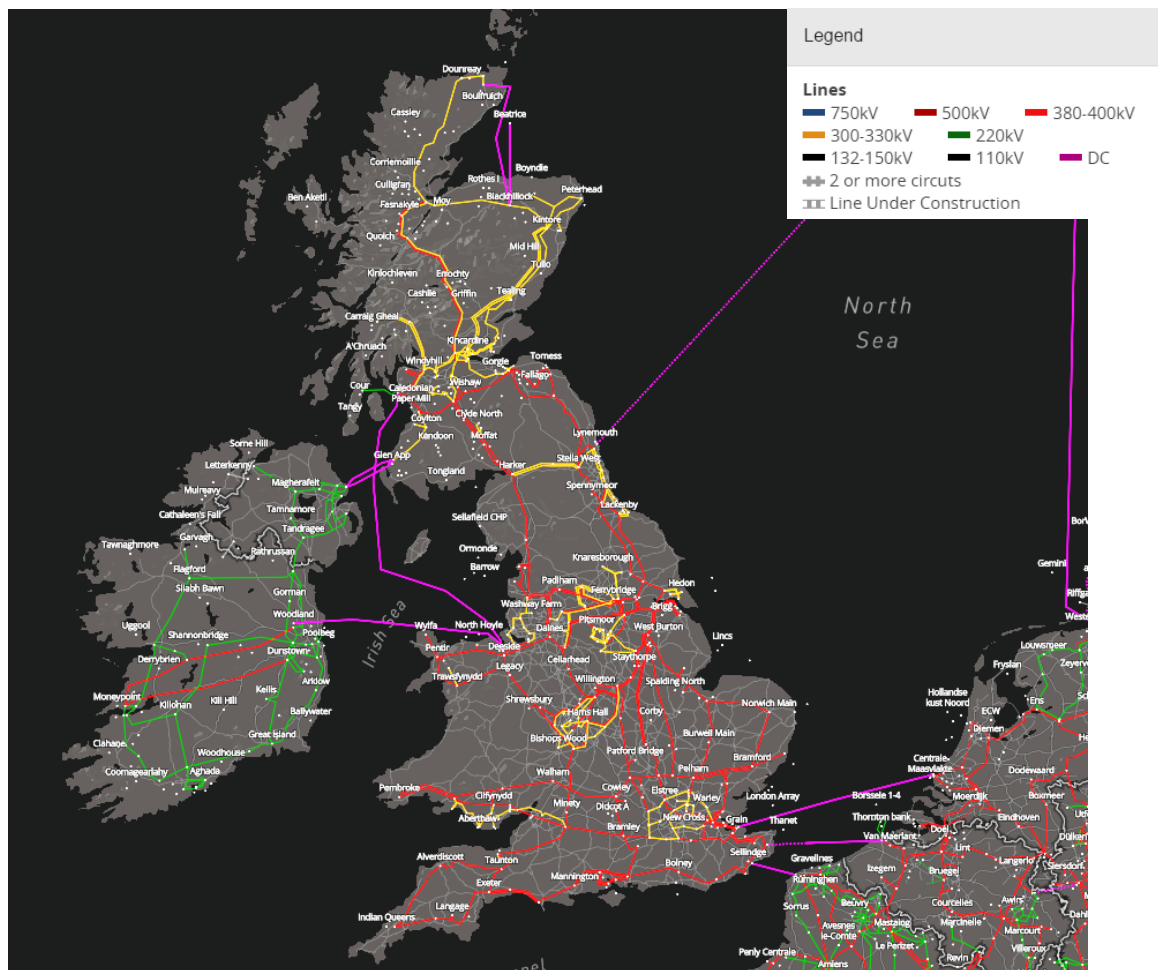 Legend
Lines
750kV 500kV 380-400kV
300-330kV 220kV
132-150kV 110kV DC
2 or more circuts
Line Under Construction
Dounreay
Boulfruich
Cassley
Beatrice
Corriemoillie
Boyndie
Culligran
Rothes I
Ben Aketil
Fasnakyle
Moy
Blackhillock
Peterhead
Kintore
Quoich
Mid Hill
Tullo
Kinlochleven
Errochty
Cashlie
Griffin
Tealing
North
Sea
Carraig Gheal
A'Chruach
Kincardine
Windyhill
Gorgie
Torness
Fallago
Wishaw
Cour
Caledonian
Paper Mill
Tangy
Coylton
Clyde North
Kendoon
Moffat
Lynemouth
Some Hill
Glen App
Stella West
Letterkenny
Harker
Magherafelt
Tongland
Spennymoor
Mulreavy
Lackenby
Tamnamore
Cathaleen's Fall
Sellafield CHP
Garvagh
Tandragee
Tawnaghmore
Rathrussan
Ormonde
Knaresborough
Barrow
Gemini
Flagford
Padiham
Ferrybridge
Hedon
Sliabh Bawn
Gorman
Washway Farm
Brigg
Woodland
Irish Sea
Wylfa
North Hoyle
Daines
Pitsmoor
West Burton
Lincs
Uggool
Shannonbridge
Poolbeg
Pentir
Deeside
Louwsmeer
Derrybrien
Dunstown
Legacy
Cellarhead
Staythorpe
Fryslan
Zeyerve
Trawsfynydd
Willington
Spalding North
Arklow
Moneypoint
Kill Hill
Kellis
Shrewsbury
Hams Hall
Corby
Norwich Main
Hollandse
kust Noord
Ens
Killonan
Ballywater
ECW
Diemen
Clahane
Great Island
Bishops Wood
Patford Bridge
Burwell Main
Woodhouse
Bramford
Coomagearlahy
Aghada
Walham
Pelham
Centrale
Maasvlakte
Dodewaard
Pembroke
Cilfynydd
Cowley
Elstree
Warley
London Array
Borssele 1-4
Moerdijk
Boxmeer
Minety
Didcot A
Aberthaw
New Cross
Grain
Thanet
Thornton bank
Eindhoven
Bramley
Van Maerlant
Doel
Lint
Sellindge
Alverdiscott
Taunton
Bolney
Gravelines
Izegem
Langerlo
Siersdorf
Mannington
Bruegel
Exeter
Rûminghen
Langage
Sorrus
Beuvry
Courcelles
Awirs
Indian Queens
Mastaing
Marcinelle
Avesnes
-le-Comte
Marcourt
Le Perizet
Villeroux
Penly Centrale
Revin
Amiens